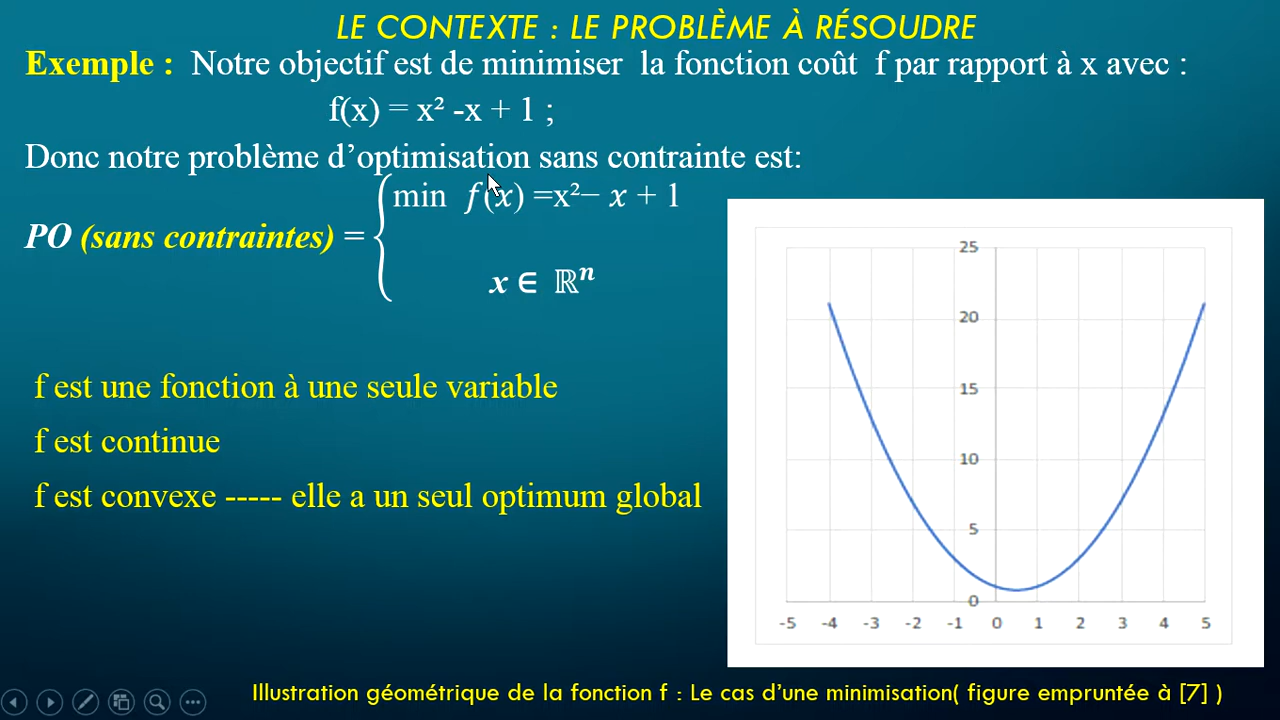 LE CONTEXTE : LE PROBLÈME À RÉSOUDRE
Exemple : Notre objectif est de minimiser la fonction coût f par rapport à x avec :
f(x) = x² -x + 1 ;
Donc notre problème d’optimisation sans contrainte est:
min f(x) =x²− x + 1
PO (sans contraintes) =
x ∈ ℝⁿ
f est une fonction à une seule variable
f est continue
f est convexe ----- elle a un seul optimum global
25
20
15
10
5
0
-5 -4 -3 -2 -1 0 1 2 3 4 5
Illustration géométrique de la fonction f : Le cas d’une minimisation( figure empruntée à [7] )